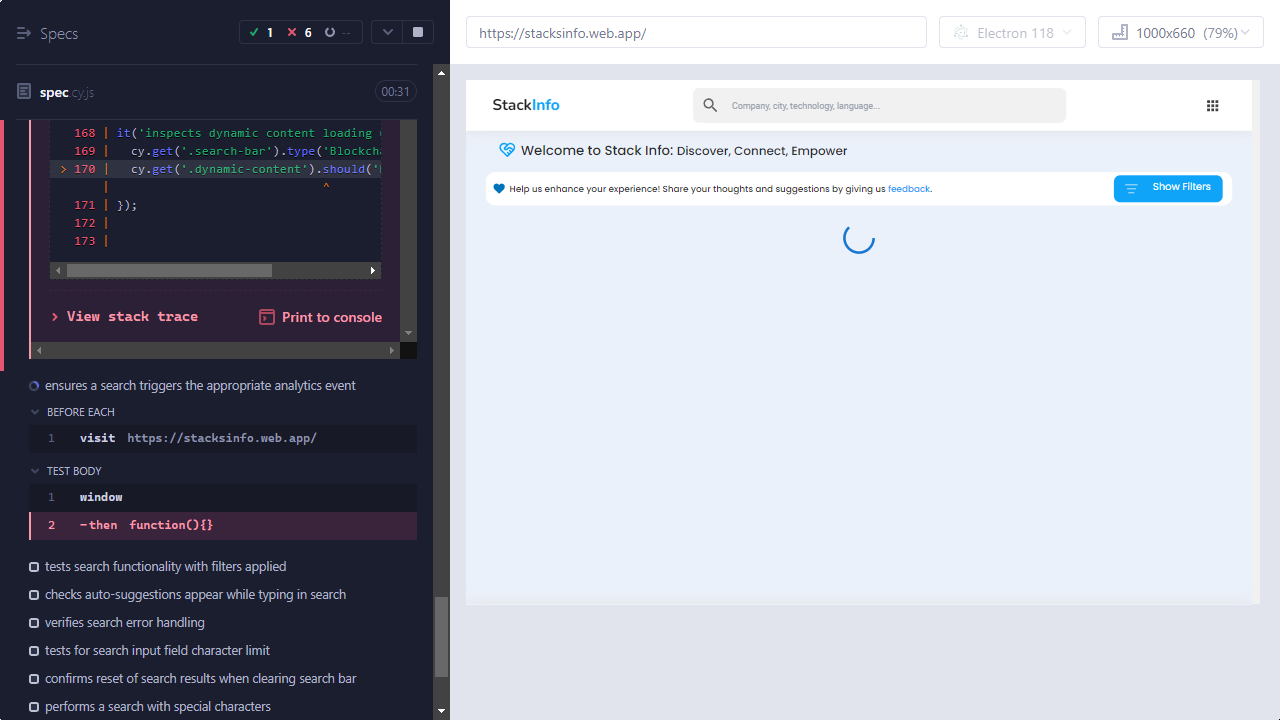 Specs
1 6 --
spec.cy.js
00:31
168 | it('inspects dynamic content loading
169 | cy.get('.search-bar').type('Blockcha
> 170 | cy.get('.dynamic-content').should('
| ^
171 | });
172 |
173 |
> View stack trace
Print to console
ensures a search triggers the appropriate analytics event
BEFORE EACH
1 visit https://stacksinfo.web.app/
TEST BODY
1 window
2 -then function(){}
tests search functionality with filters applied
checks auto-suggestions appear while typing in search
verifies search error handling
tests for search input field character limit
confirms reset of search results when clearing search bar
performs a search with special characters
https://stacksinfo.web.app/
Electron 118
1000x660 (79%)
StackInfo
Company, city, technology, language...
Welcome to Stack Info: Discover, Connect, Empower
Help us enhance your experience! Share your thoughts and suggestions by giving us feedback.
Show Filters